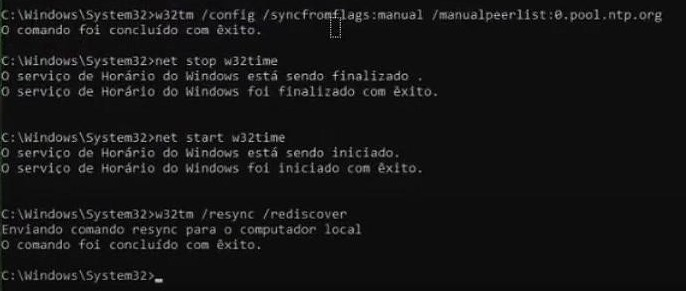 C:\Windows\System32>w32tm /config /syncfromflags:manual /manualpeerlist:0.pool.ntp.org
O comando foi concluído com êxito.
C:\Windows\System32>net stop w32time
O serviço de Horário do Windows está sendo finalizado .
O serviço de Horário do Windows foi finalizado com êxito.
C:\Windows\System32>net start w32time
O serviço de Horário do Windows está sendo iniciado.
O serviço de Horário do Windows foi iniciado com êxito.
C:\Windows\System32>w32tm /resync /rediscover
Enviando comando resync para o computador local
O comando foi concluído com êxito.
C:\Windows\System32>